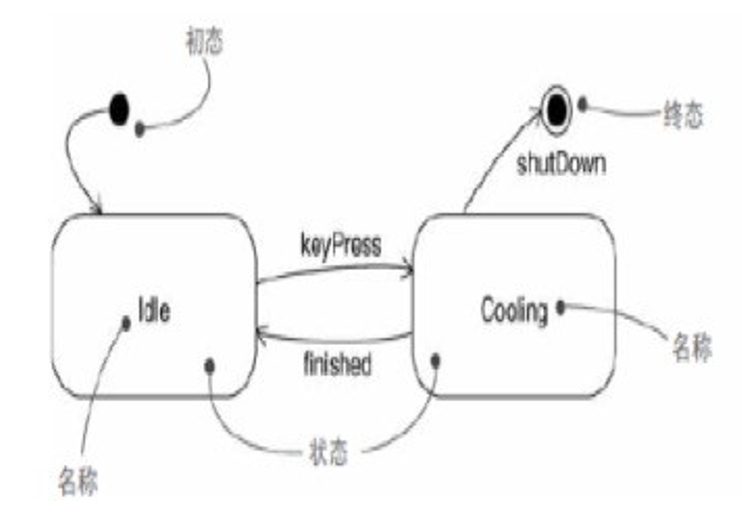 初态
终态
shutDown
keyPress
Idle
Cooling
finished
名称
状态
名称